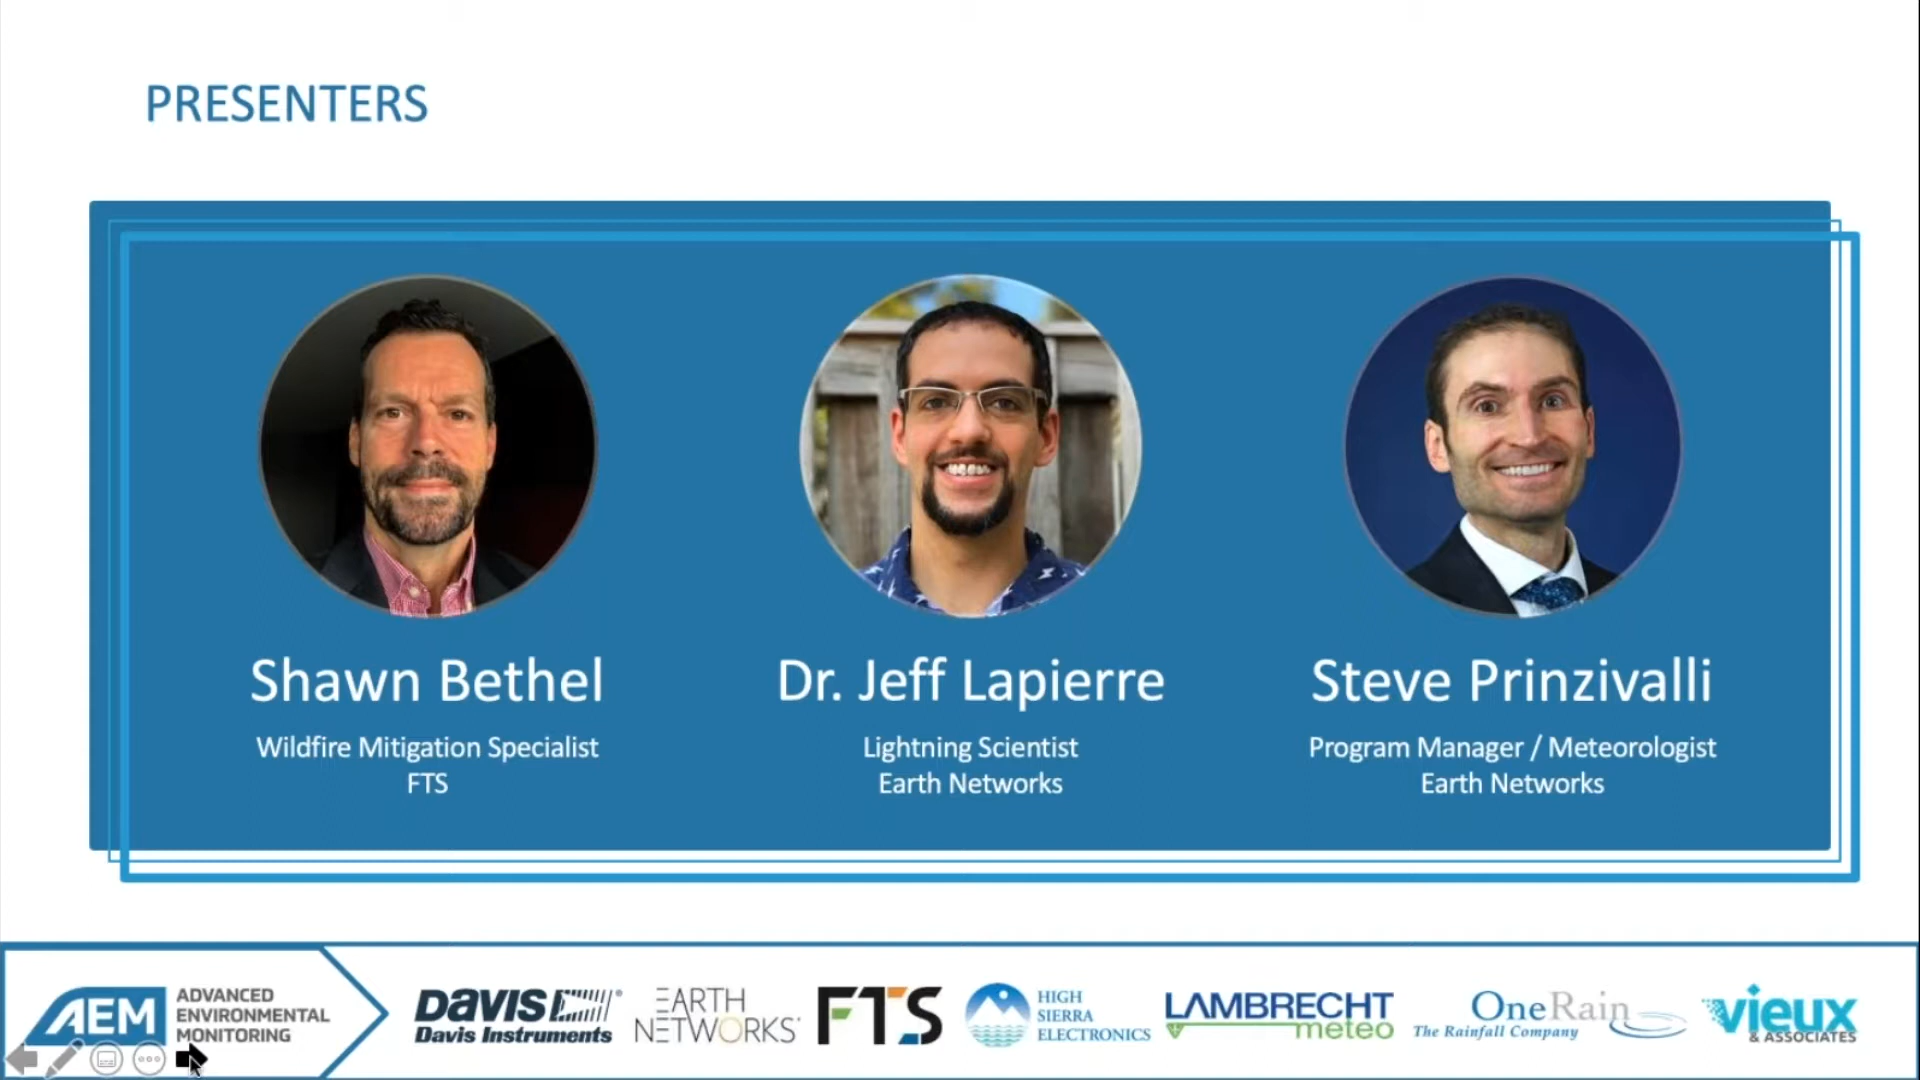 PRESENTERS
Shawn Bethel
Wildfire Mitigation Specialist
FTS
Dr. Jeff Lapierre
Lightning Scientist
Earth Networks
Steve Prinzivalli
Program Manager / Meteorologist
Earth Networks
AEM
ADVANCED
ENVIRONMENTAL
MONITORING
DAVIS
Davis Instruments
EARTH
NETWORKS
FTS
HIGH
SIERRA
ELECTRONICS
LAMBRECHT
meteo
OneRain
The Rainfall Company
vieux
& ASSOCIATES